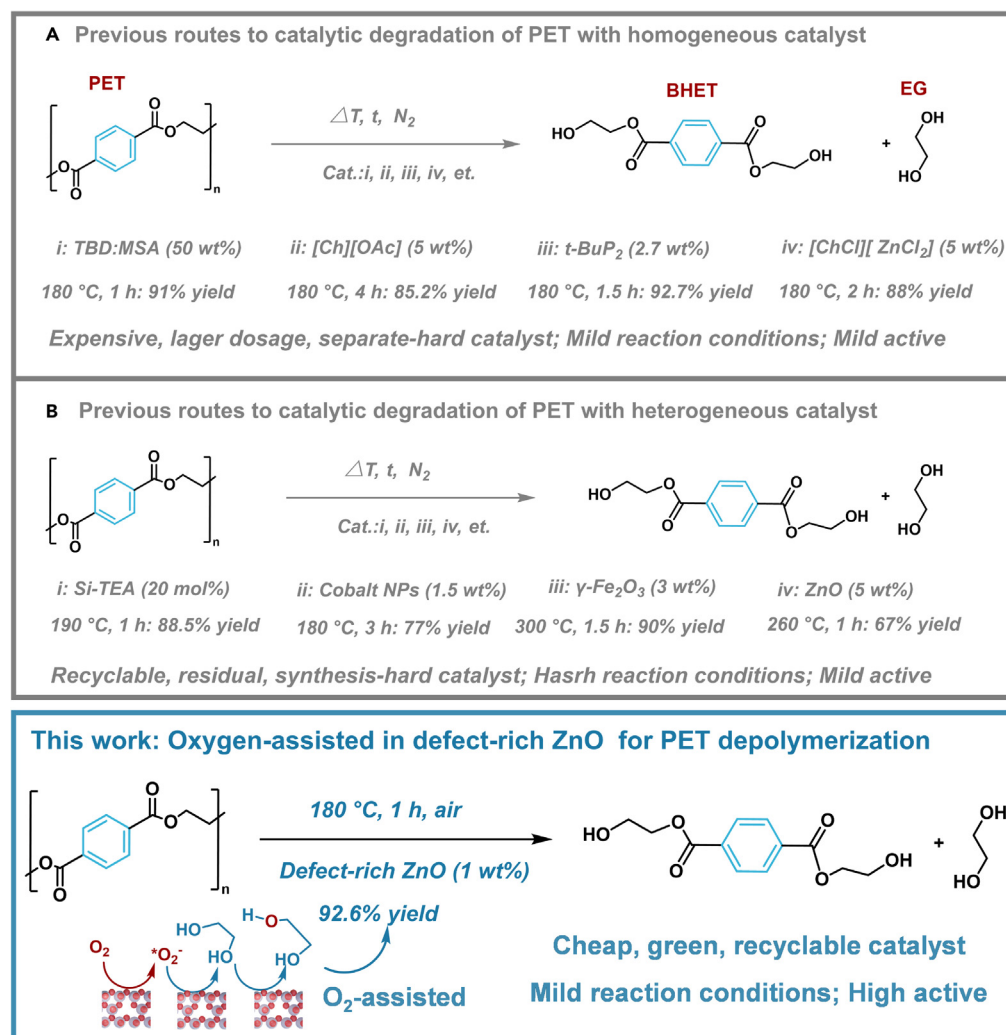 A Previous routes to catalytic degradation of PET with homogeneous catalyst
PET
BHET
EG
O
O
O
O
n
△T, t, N₂
Cat.:i, ii, iii, iv, et.
HO
O
O
O
O
OH
+
OH
HO
i: TBD:MSA (50 wt%)
ii: [Ch][OAc] (5 wt%)
iii: t-BuP₂ (2.7 wt%)
iv: [ChCl][ ZnCl₂] (5 wt%)
180 °C, 1 h: 91% yield
180 °C, 4 h: 85.2% yield
180 °C, 1.5 h: 92.7% yield
180 °C, 2 h: 88% yield
Expensive, lager dosage, separate-hard catalyst; Mild reaction conditions; Mild active
B Previous routes to catalytic degradation of PET with heterogeneous catalyst
O
O
O
O
n
△T, t, N₂
Cat.:i, ii, iii, iv, et.
HO
O
O
O
O
OH
+
OH
HO
i: Si-TEA (20 mol%)
ii: Cobalt NPs (1.5 wt%)
iii: γ-Fe₂O₃ (3 wt%)
iv: ZnO (5 wt%)
190 °C, 1 h: 88.5% yield
180 °C, 3 h: 77% yield
300 °C, 1.5 h: 90% yield
260 °C, 1 h: 67% yield
Recyclable, residual, synthesis-hard catalyst; Hasrh reaction conditions; Mild active
This work: Oxygen-assisted in defect-rich ZnO for PET depolymerization
O
O
O
O
n
180 °C, 1 h, air
Defect-rich ZnO (1 wt%)
92.6% yield
HO
O
O
O
O
OH
+
OH
HO
O₂
*O₂⁻
HO
HO
H-O
HO
O₂-assisted
Cheap, green, recyclable catalyst
Mild reaction conditions; High active